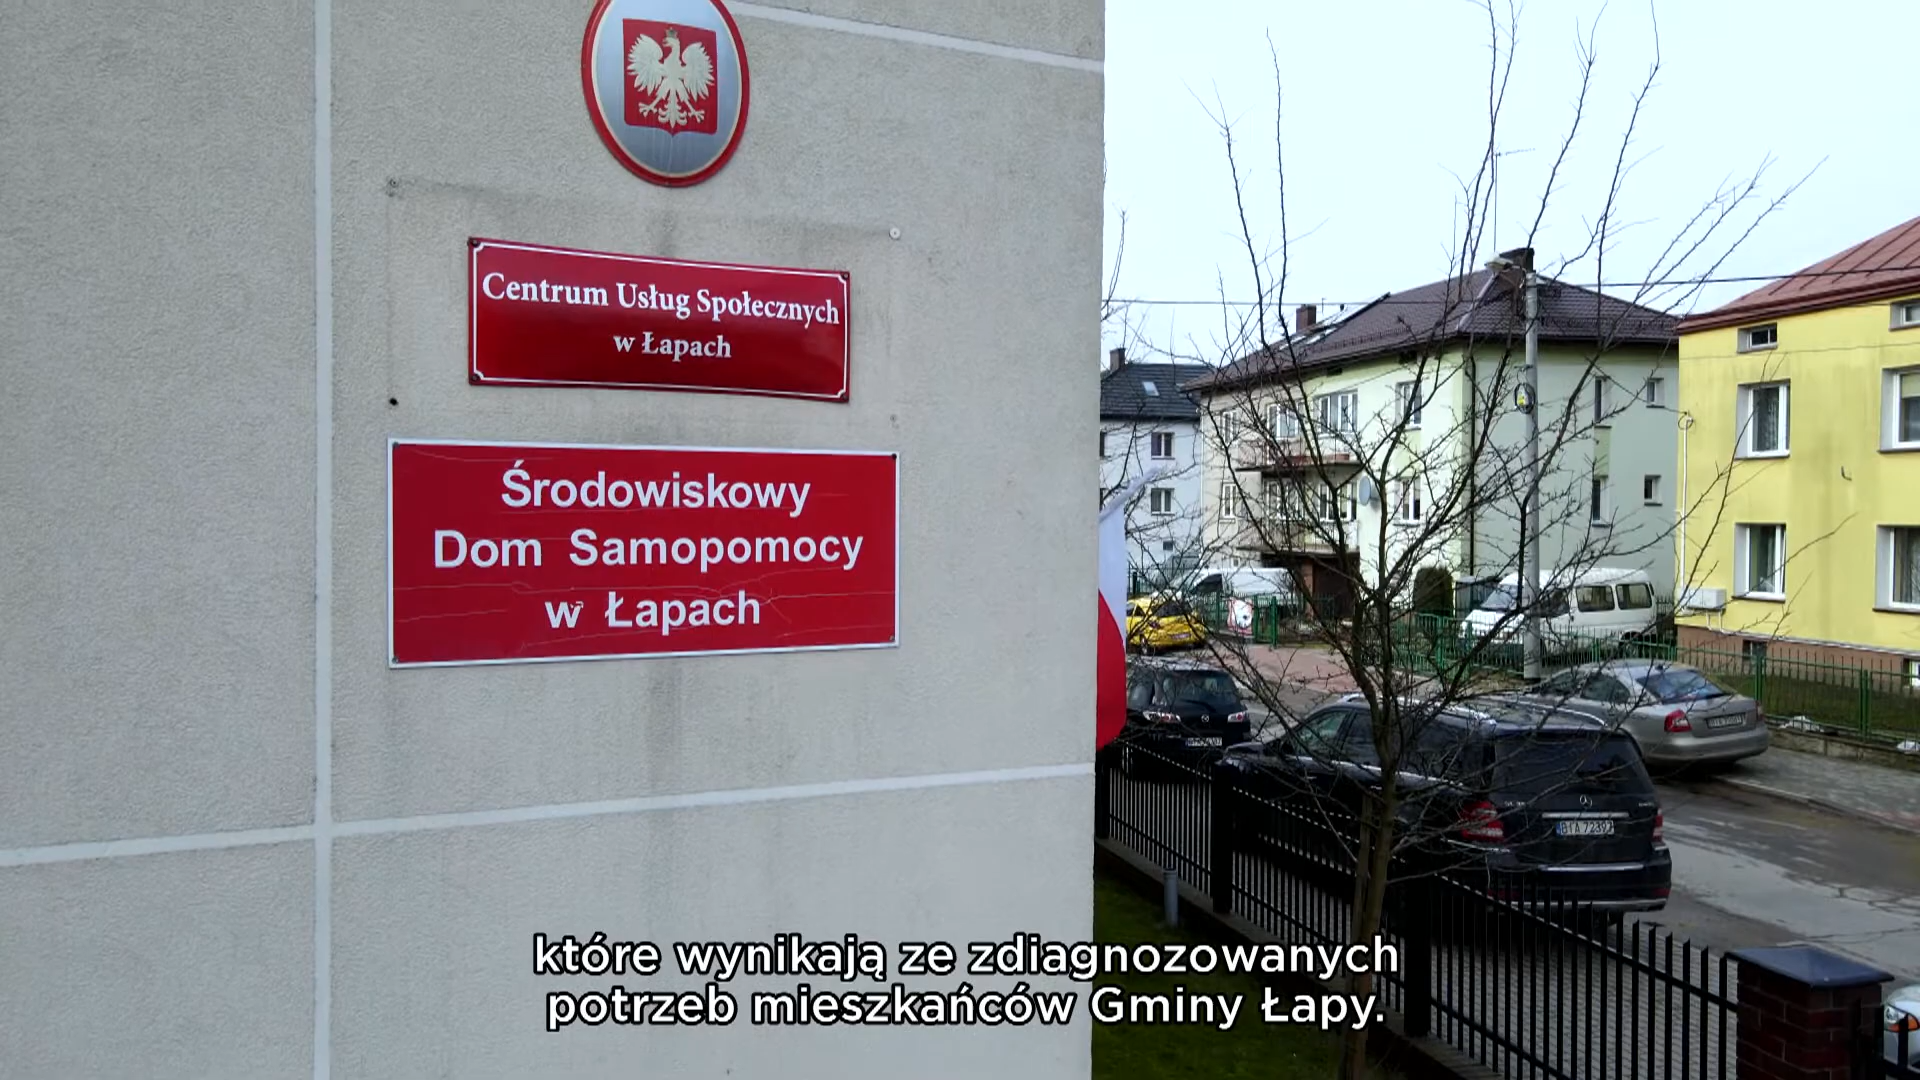 Centrum Usług Społecznych
w Łapach
Środowiskowy
Dom Samopomocy
w Łapach
które wynikają ze zdiagnozowanych
potrzeb mieszkańców Gminy Łapy.